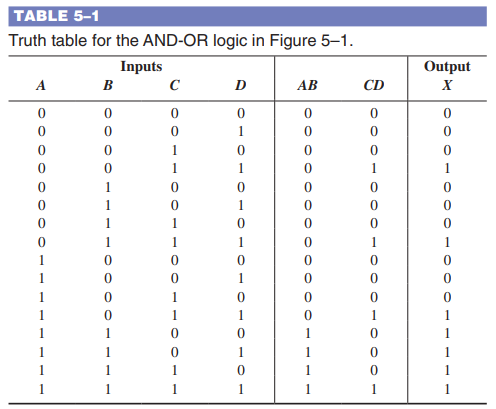 TABLE 5–1
Truth table for the AND-OR logic in Figure 5–1.
Inputs Output
A B C D AB CD X
0 0 0 0 0 0 0
0 0 0 1 0 0 0
0 0 1 0 0 0 0
0 0 1 1 0 1 1
0 1 0 0 0 0 0
0 1 0 1 0 0 0
0 1 1 0 0 0 0
0 1 1 1 0 1 1
1 0 0 0 0 0 0
1 0 0 1 0 0 0
1 0 1 0 0 0 0
1 0 1 1 0 1 1
1 1 0 0 1 0 1
1 1 0 1 1 0 1
1 1 1 0 1 0 1
1 1 1 1 1 1 1